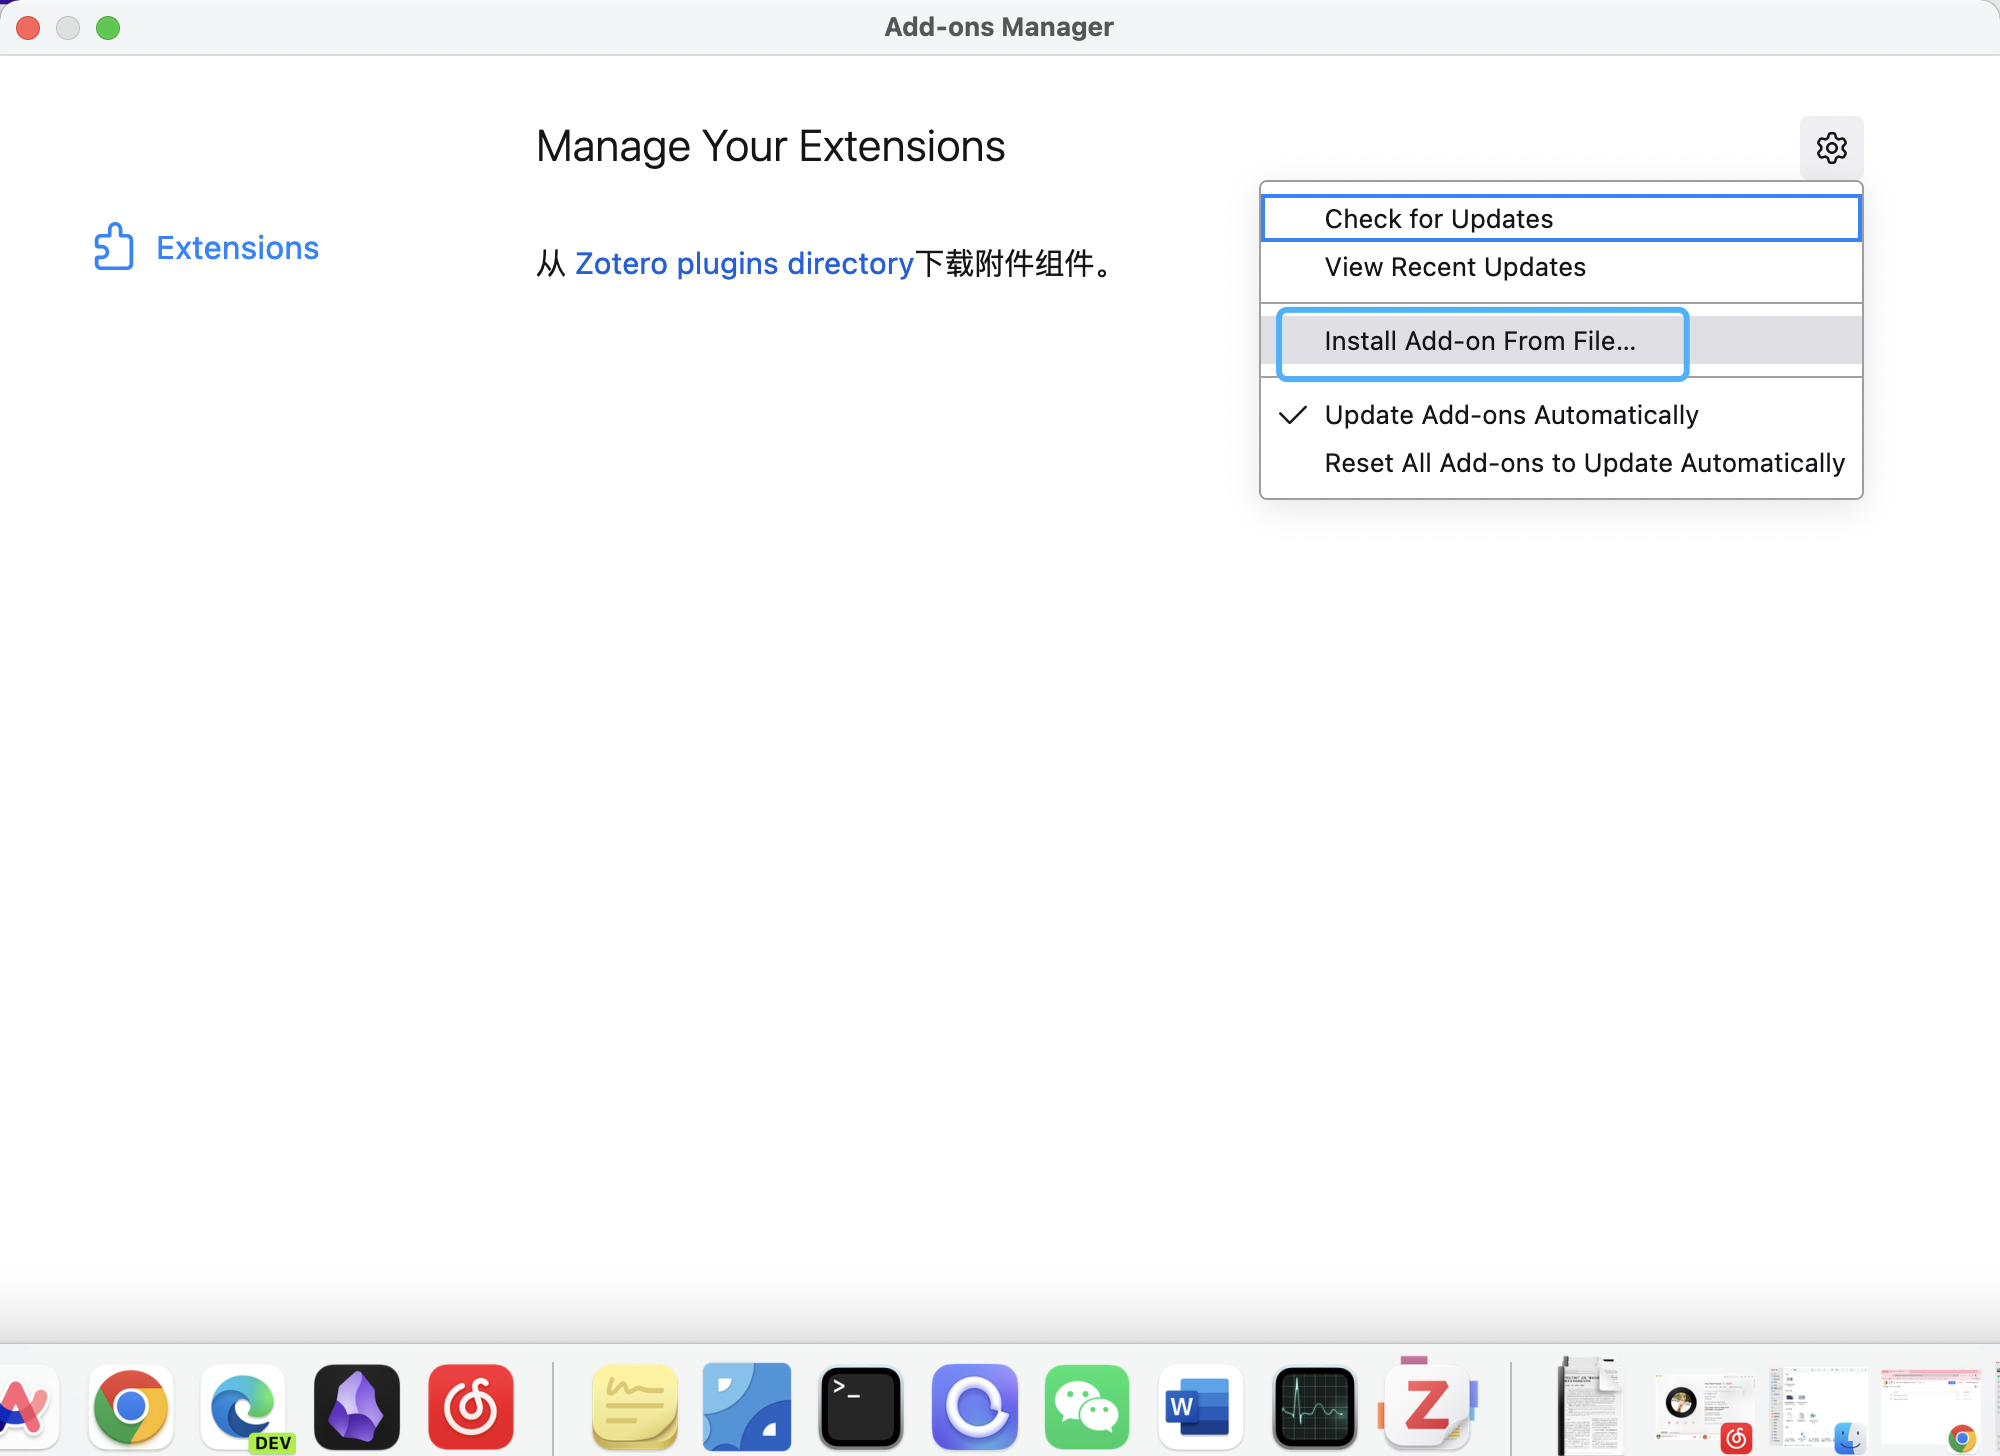 Add-ons Manager
Manage Your Extensions
Extensions
从 Zotero plugins directory下载附件组件。
Check for Updates
View Recent Updates
Install Add-on From File...
Update Add-ons Automatically
Reset All Add-ons to Update Automatically
DEV
>_
W
Z